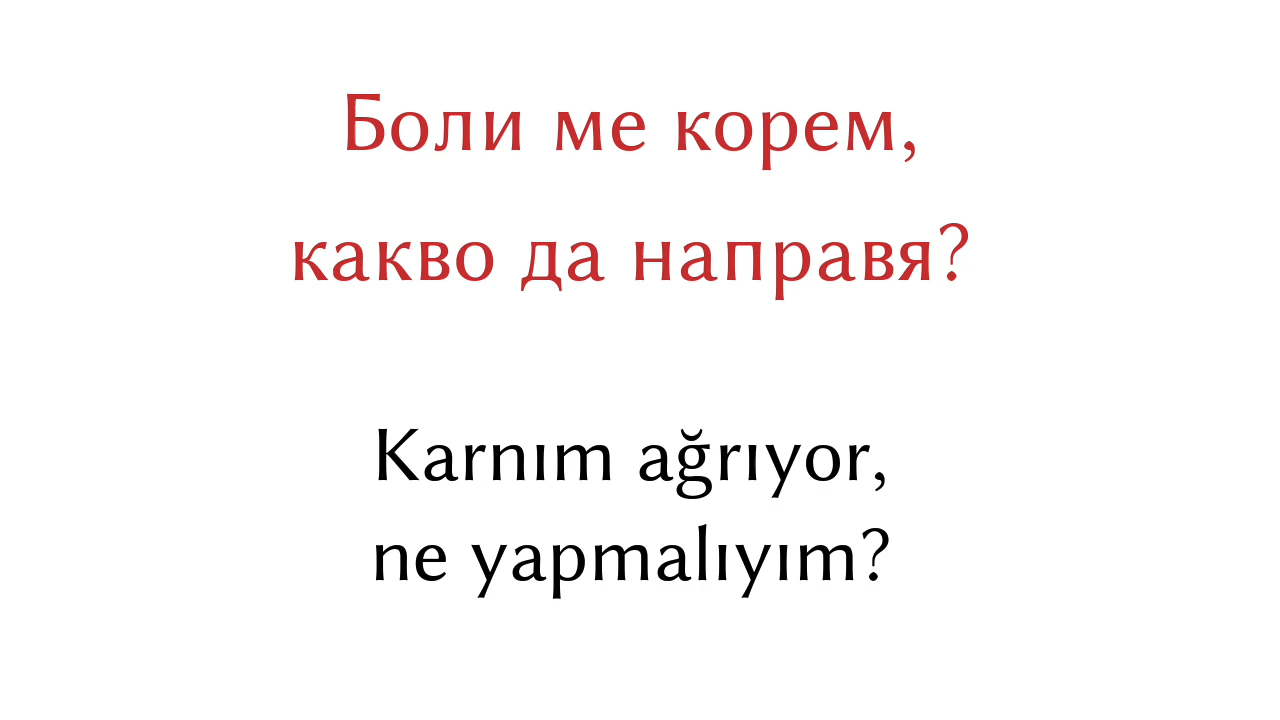 Боли ме корем,
какво да направя?
Karnım ağrıyor,
ne yapmalıyım?